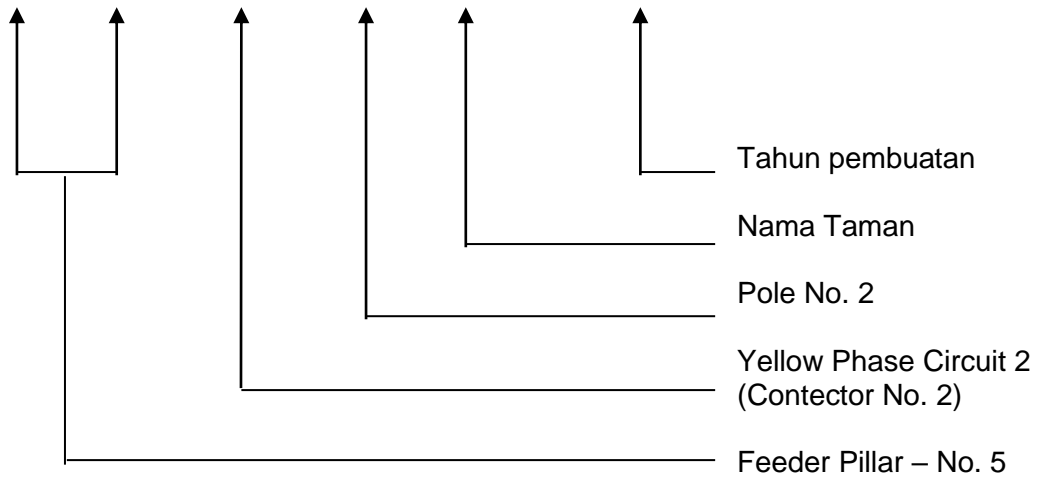 Tahun pembuatan
Nama Taman
Pole No. 2
Yellow Phase Circuit 2
(Contector No. 2)
Feeder Pillar – No. 5